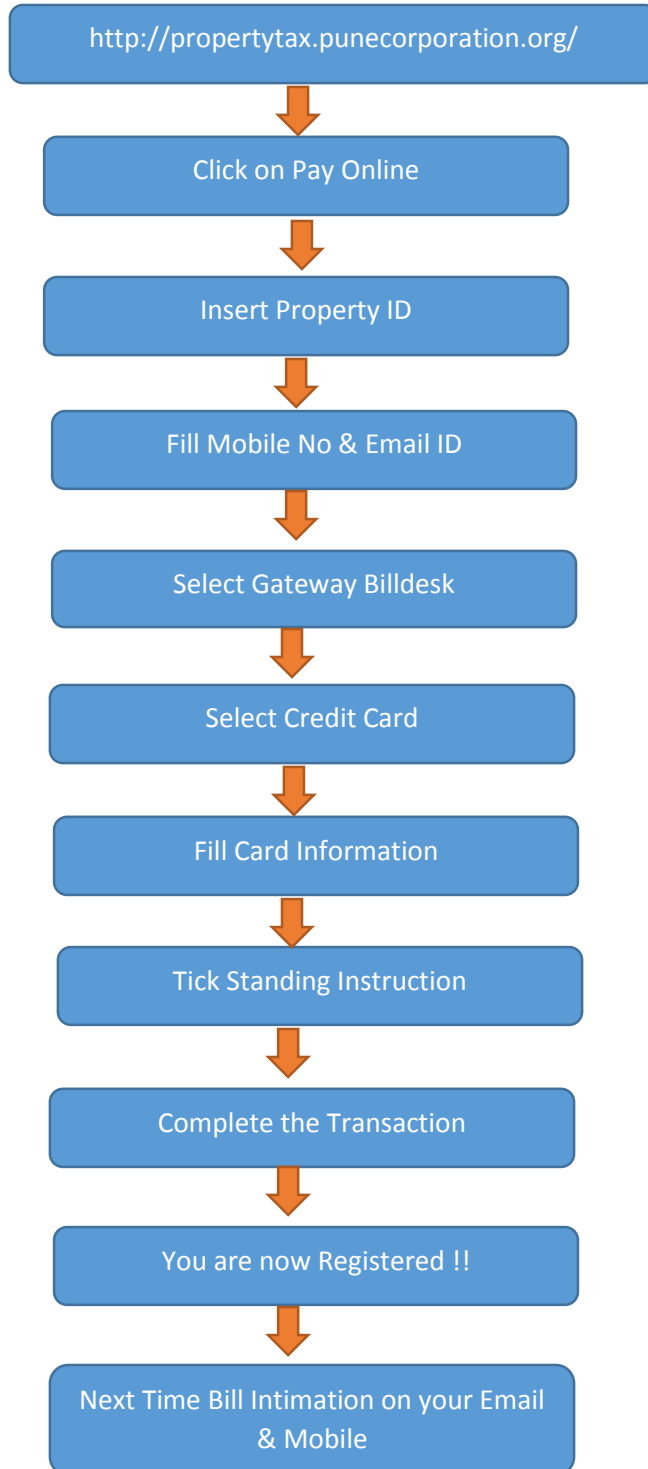 http://propertytax.punecorporation.org/
Click on Pay Online
Insert Property ID
Fill Mobile No & Email ID
Select Gateway Billdesk
Select Credit Card
Fill Card Information
Tick Standing Instruction
Complete the Transaction
You are now Registered !!
Next Time Bill Intimation on your Email
& Mobile